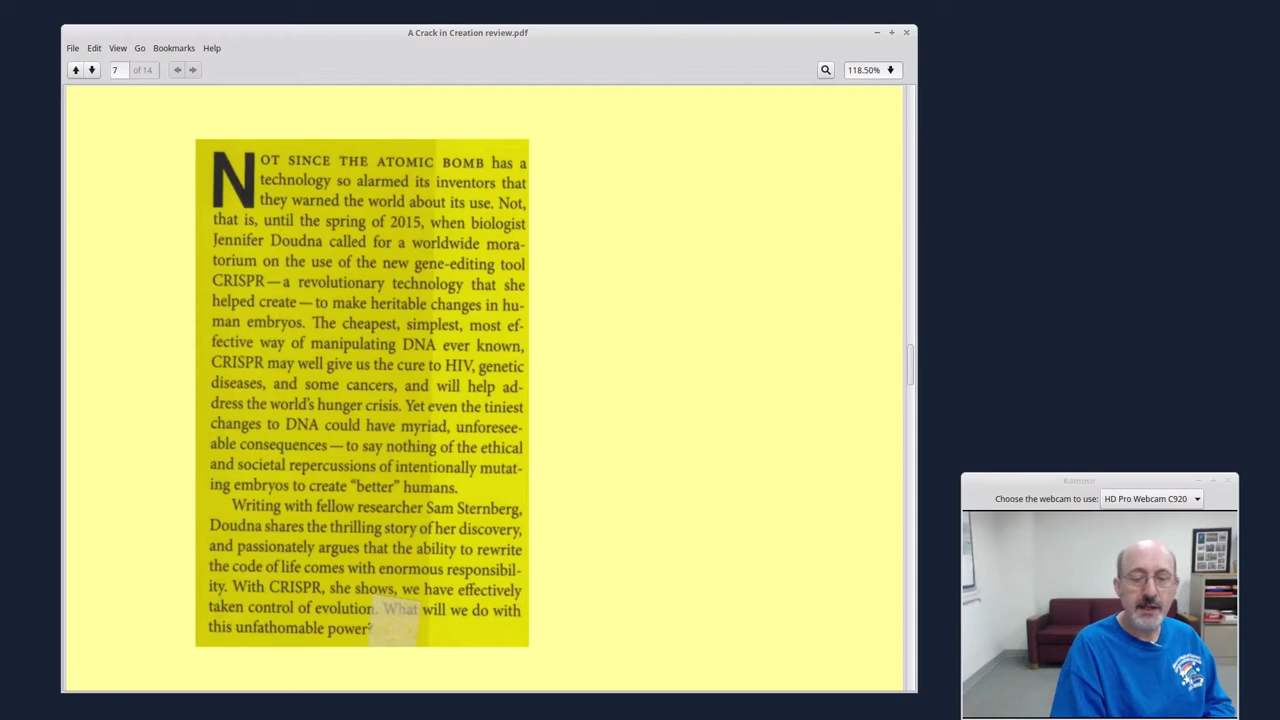 A Crack in Creation review.pdf
File Edit View Go Bookmarks Help
7 of 14
118.50%
NOT SINCE THE ATOMIC BOMB has a
technology so alarmed its inventors that
they warned the world about its use. Not,
that is, until the spring of 2015, when biologist
Jennifer Doudna called for a worldwide mora-
torium on the use of the new gene-editing tool
CRISPR—a revolutionary technology that she
helped create—to make heritable changes in hu-
man embryos. The cheapest, simplest, most ef-
fective way of manipulating DNA ever known,
CRISPR may well give us the cure to HIV, genetic
diseases, and some cancers, and will help ad-
dress the world's hunger crisis. Yet even the tiniest
changes to DNA could have myriad, unforesee-
able consequences—to say nothing of the ethical
and societal repercussions of intentionally mutat-
ing embryos to create “better” humans.
Writing with fellow researcher Sam Sternberg,
Doudna shares the thrilling story of her discovery,
and passionately argues that the ability to rewrite
the code of life comes with enormous responsibil-
ity. With CRISPR, she shows, we have effectively
taken control of evolution. What will we do with
this unfathomable power?
Kamoso
Choose the webcam to use: HD Pro Webcam C920